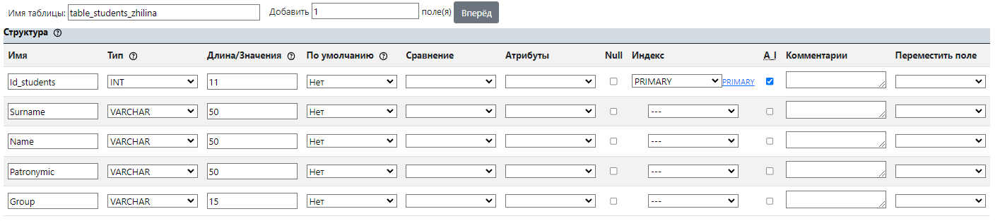 Имя таблицы: table_students_zhilina Добавить 1 поле(я) Вперёд
Структура
Имя Тип Длина/Значения По умолчанию Сравнение Атрибуты Null Индекс A_I Комментарии Переместить поле
Id_students INT 11 Нет PRIMARY PRIMARY
Surname VARCHAR 50 Нет ---
Name VARCHAR 50 Нет ---
Patronymic VARCHAR 50 Нет ---
Group VARCHAR 15 Нет ---